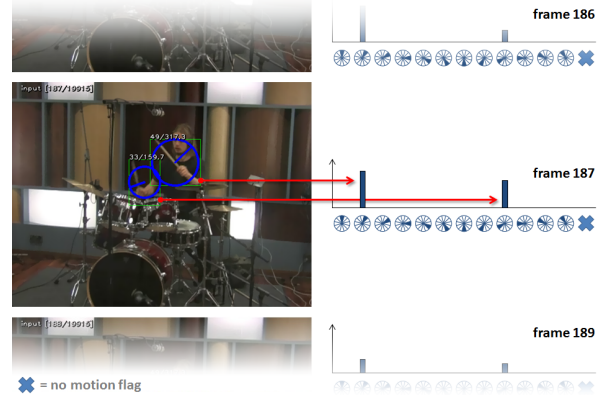 frame 186
input [187/19915]
49/317.3
33/159.7
frame 187
input [188/19915]
frame 189
= no motion flag